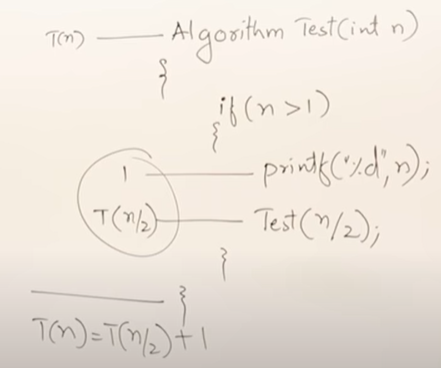 T(n) —— Algorithm Test(int n)
{
if(n>1)
{
1 —— printf("%d",n);
T(n/2) —— Test(n/2);
}
}
T(n)=T(n/2)+1